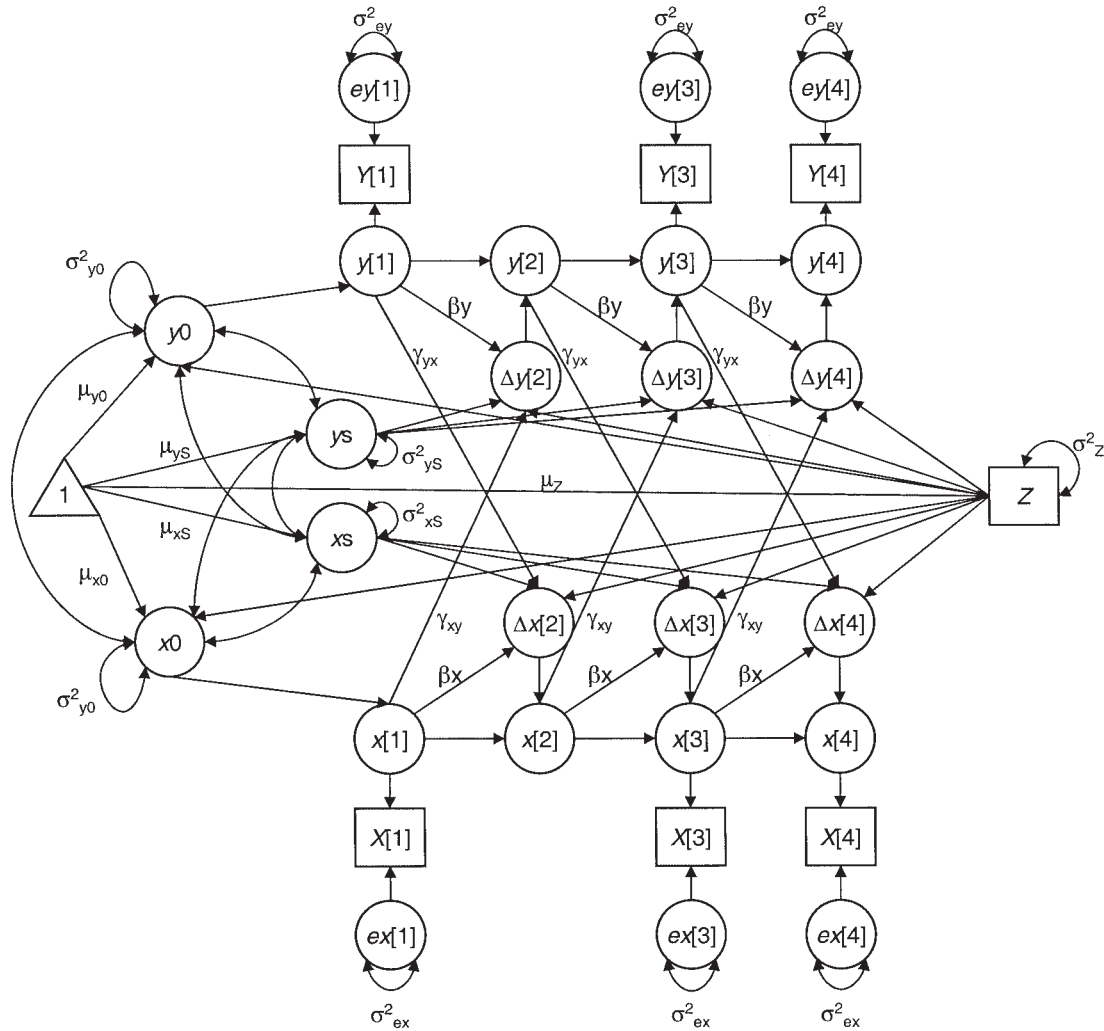 σ²ey σ²ey σ²ey
ey[1] ey[3] ey[4]
Y[1] Y[3] Y[4]
y[1] y[2] y[3] y[4]
σ²y0
y0
βy βy βy
γyx γyx γyx
Δy[2] Δy[3] Δy[4]
μy0
ys
μyS
σ²yS
σ²Z
1
μZ
Z
μxS
xs
σ²xS
μx0
x0
Δx[2] Δx[3] Δx[4]
γxy γxy γxy
βx βx βx
σ²y0
x[1] x[2] x[3] x[4]
X[1] X[3] X[4]
ex[1] ex[3] ex[4]
σ²ex σ²ex σ²ex